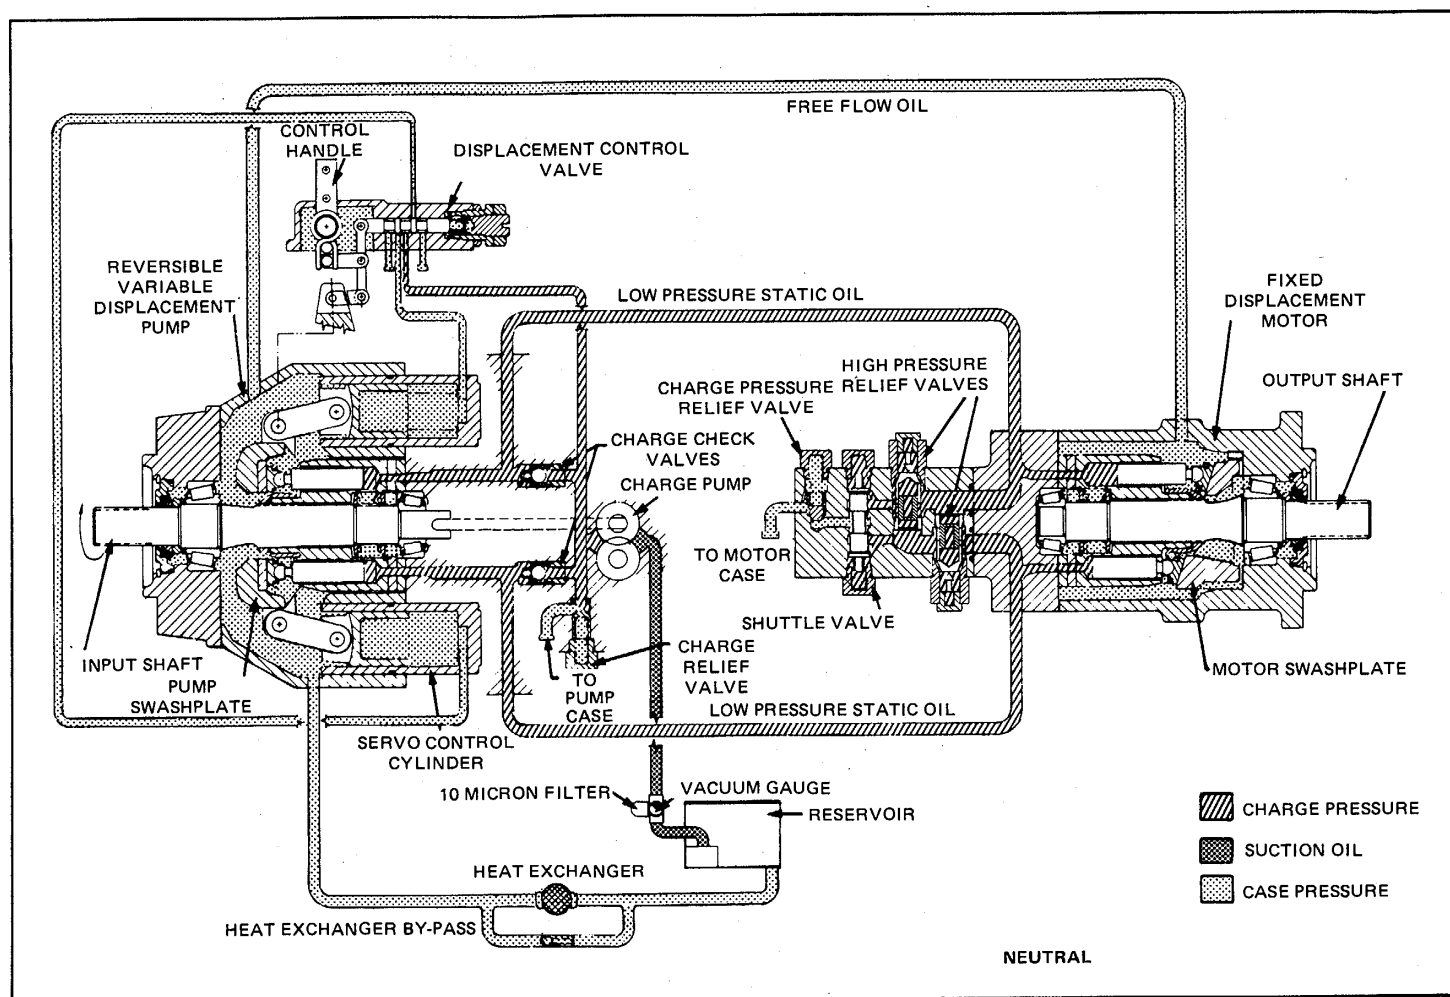 FREE FLOW OIL
CONTROL
HANDLE
DISPLACEMENT CONTROL
VALVE
REVERSIBLE
VARIABLE
DISPLACEMENT
PUMP
LOW PRESSURE STATIC OIL
FIXED
DISPLACEMENT
MOTOR
HIGH PRESSURE
RELIEF VALVES
CHARGE PRESSURE
RELIEF VALVE
OUTPUT SHAFT
CHARGE CHECK
VALVES
CHARGE PUMP
TO MOTOR
CASE
SHUTTLE VALVE
INPUT SHAFT
PUMP
SWASHPLATE
CHARGE
RELIEF
VALVE
TO
PUMP
CASE
MOTOR SWASHPLATE
LOW PRESSURE STATIC OIL
SERVO CONTROL
CYLINDER
10 MICRON FILTER
VACUUM GAUGE
RESERVOIR
CHARGE PRESSURE
SUCTION OIL
CASE PRESSURE
HEAT EXCHANGER
HEAT EXCHANGER BY-PASS
NEUTRAL